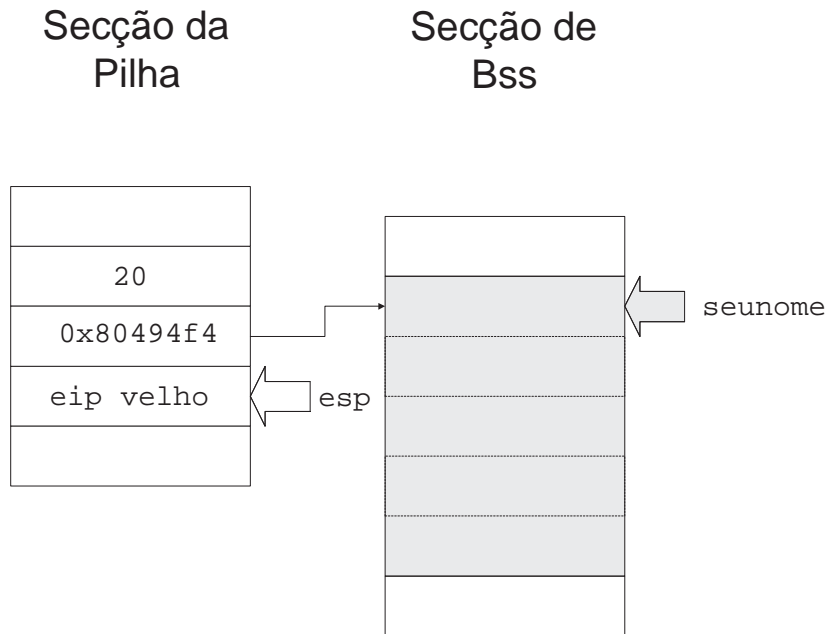 Secção da
Pilha
Secção de
Bss
20
0x80494f4
eip velho
esp
seunome